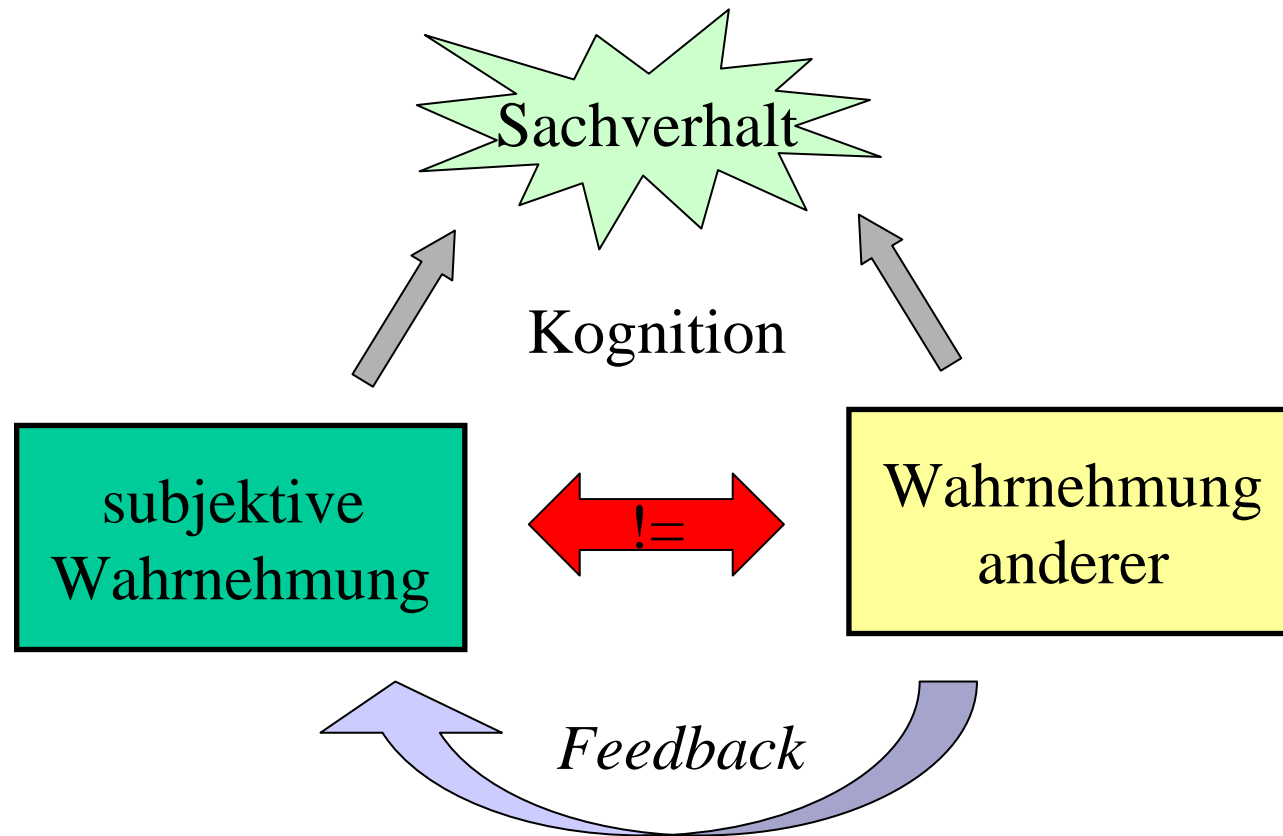 Sachverhalt
Kognition
subjektive
Wahrnehmung
!=
Wahrnehmung
anderer
Feedback